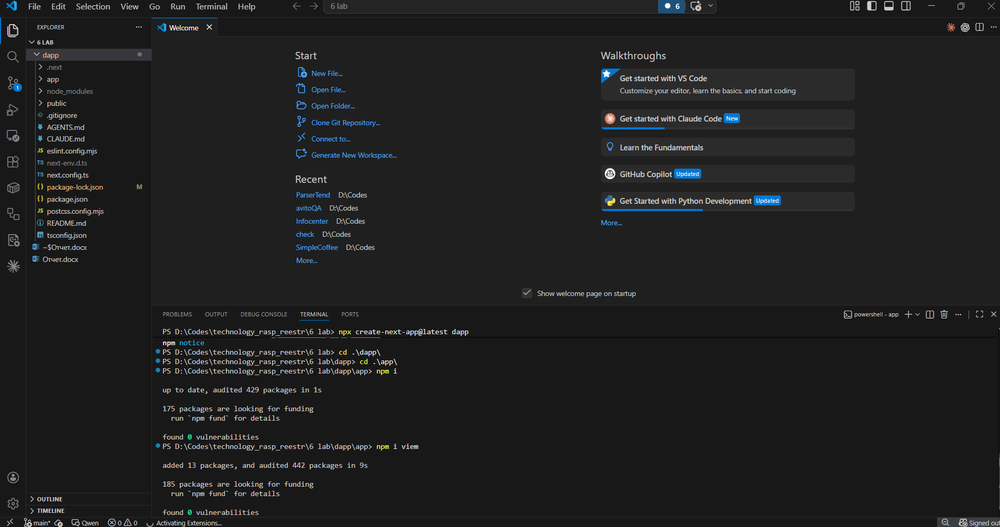 File Edit Selection View Go Run Terminal Help
6 lab
6
EXPLORER
6 LAB
dapp
.next
app
node_modules
public
.gitignore
AGENTS.md
CLAUDE.md
JS eslint.config.mjs
TS next-env.d.ts
TS next.config.ts
{} package-lock.json M
{} package.json
JS postcss.config.mjs
README.md
TS tsconfig.json
~$Отчет.docx
Отчет.docx
OUTLINE
TIMELINE
1
Welcome
Start
New File...
Open File...
Open Folder...
Clone Git Repository...
Connect to...
Generate New Workspace...
Recent
ParserTend D:\Codes
avitoQA D:\Codes
Infocenter D:\Codes
check D:\Codes
SimpleCoffee D:\Codes
More...
Walkthroughs
Get started with VS Code
Customize your editor, learn the basics, and start coding
Get started with Claude Code New
Learn the Fundamentals
GitHub Copilot Updated
Get Started with Python Development Updated
More...
Show welcome page on startup
PROBLEMS OUTPUT DEBUG CONSOLE TERMINAL PORTS
powershell - app
PS D:\Codes\technology_rasp_reestr\6 lab> npx create-next-app@latest dapp
npm notice
PS D:\Codes\technology_rasp_reestr\6 lab> cd .\dapp\
PS D:\Codes\technology_rasp_reestr\6 lab\dapp> cd .\app\
PS D:\Codes\technology_rasp_reestr\6 lab\dapp\app> npm i
up to date, audited 429 packages in 1s
175 packages are looking for funding
run `npm fund` for details
found 0 vulnerabilities
PS D:\Codes\technology_rasp_reestr\6 lab\dapp\app> npm i viem
added 13 packages, and audited 442 packages in 9s
185 packages are looking for funding
run `npm fund` for details
found 0 vulnerabilities
main* Qwen 0 0 Activating Extensions... Signed out